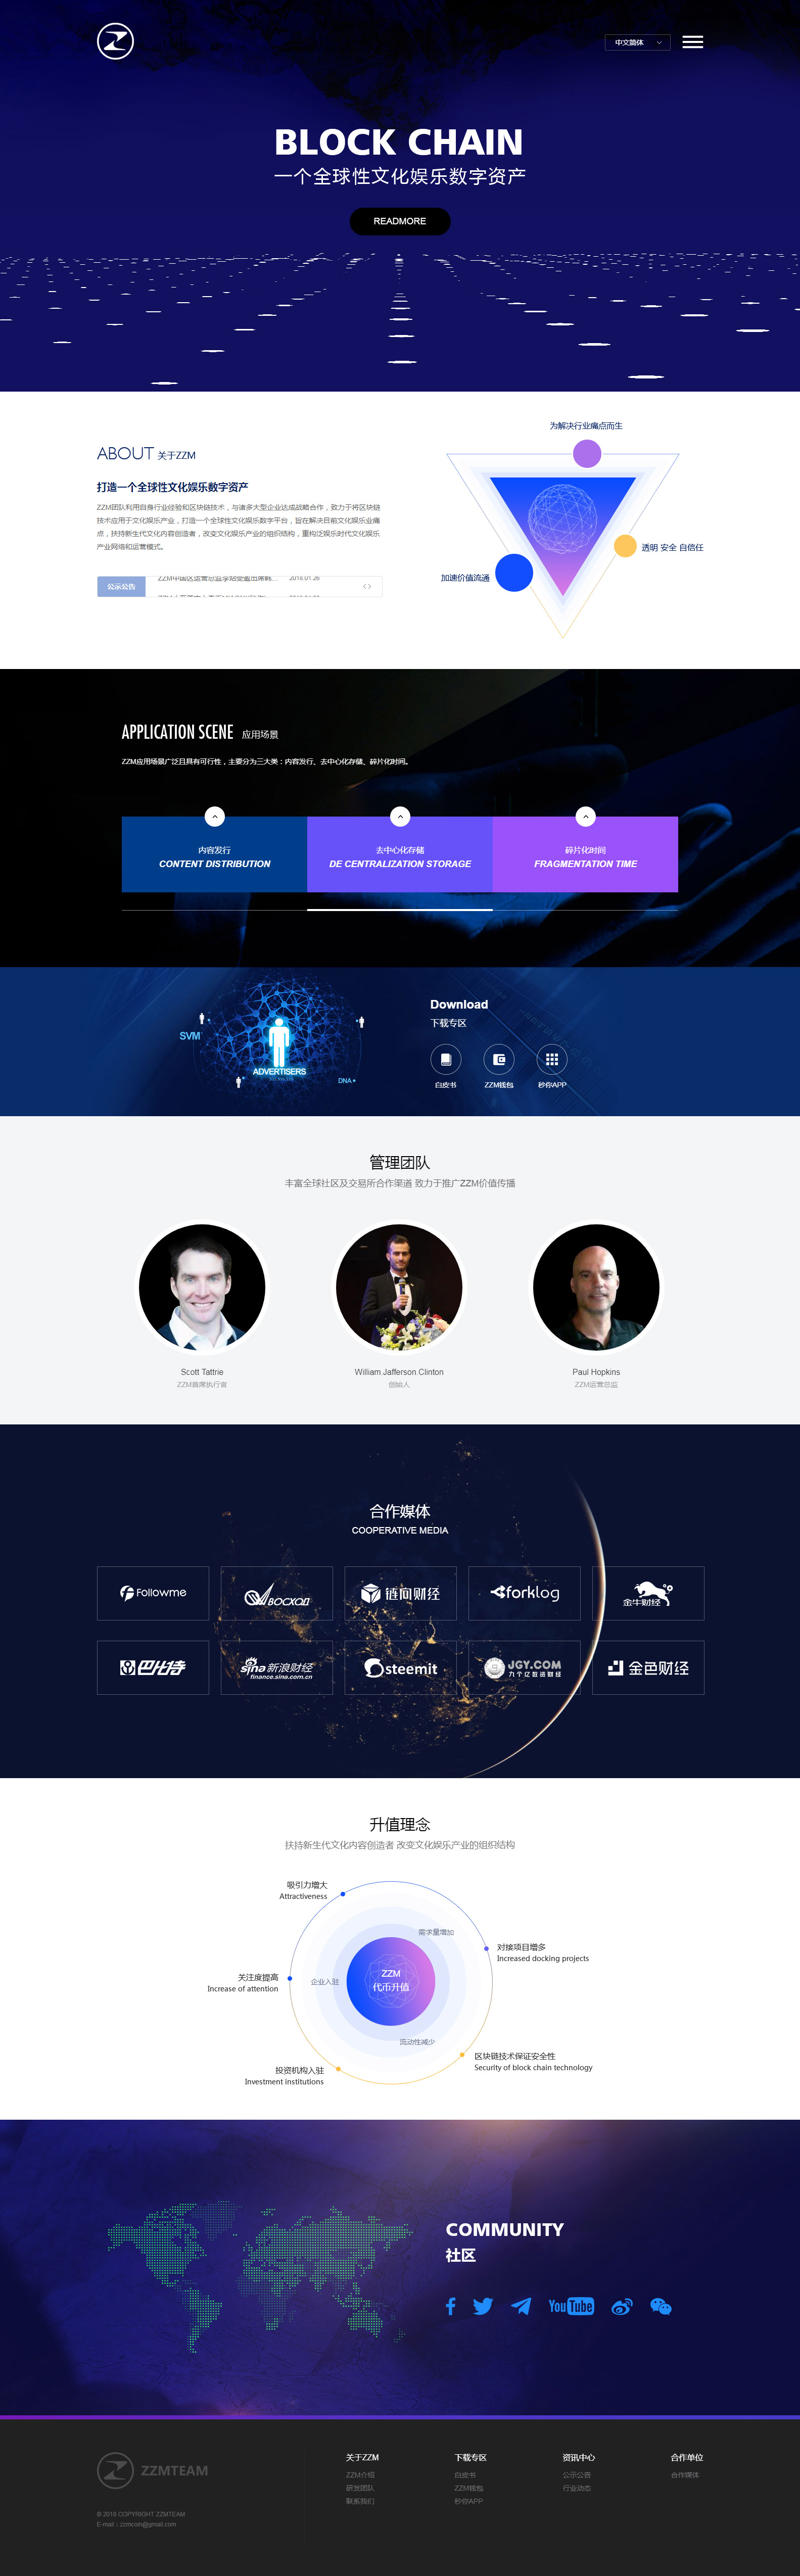 中文简体
BLOCK CHAIN
一个全球性文化娱乐数字资产
READMORE
为解决行业痛点而生
ABOUT 关于ZZM
打造一个全球性文化娱乐数字资产
ZZM团队利用自身行业经验和区块链技术，与诸多大型企业达成战略合作，致力于将区块链
技术应用于文化娱乐产业，打造一个全球性文化娱乐数字平台，旨在解决目前文化娱乐业痛
点，扶持新生代文化内容创造者，改变文化娱乐产业的组织结构，重构泛娱乐时代文化娱乐
产业网络和运营模式。
透明 安全 自信任
加速价值流通
公示公告
ZZM中国区运营总监李站受邀出席韩... 2018.01.26
APPLICATION SCENE 应用场景
ZZM应用场景广泛且具有可行性，主要分为三大类：内容发行、去中心化存储、碎片化时间。
内容发行
CONTENT DISTRIBUTION
去中心化存储
DE CENTRALIZATION STORAGE
碎片化时间
FRAGMENTATION TIME
SVM
ADVERTISERS
DNA
Download
下载专区
白皮书
ZZM钱包
秒你APP
管理团队
丰富全球社区及交易所合作渠道 致力于推广ZZM价值传播
Scott Tattrie
ZZM首席执行官
William.Jafferson.Clinton
创始人
Paul Hopkins
ZZM运营总监
合作媒体
COOPERATIVE MEDIA
Followme
BOCXOD
链向财经
forklog
金牛财经
巴比特
sina 新浪财经
finance.sina.com.cn
steemit
JGY.COM
九个亿数资财经
金色财经
升值理念
扶持新生代文化内容创造者 改变文化娱乐产业的组织结构
吸引力增大
Attractiveness
需求量增加
对接项目增多
Increased docking projects
关注度提高
Increase of attention
企业入驻
ZZM
代币升值
流动性减少
区块链技术保证安全性
Security of block chain technology
投资机构入驻
Investment institutions
COMMUNITY
社区
YouTube
ZZMTEAM
© 2018 COPYRIGHT ZZMTEAM
E-mail：zzmcoin@gmail.com
关于ZZM
ZZM介绍
研发团队
联系我们
下载专区
白皮书
ZZM钱包
秒你APP
资讯中心
公示公告
行业动态
合作单位
合作媒体